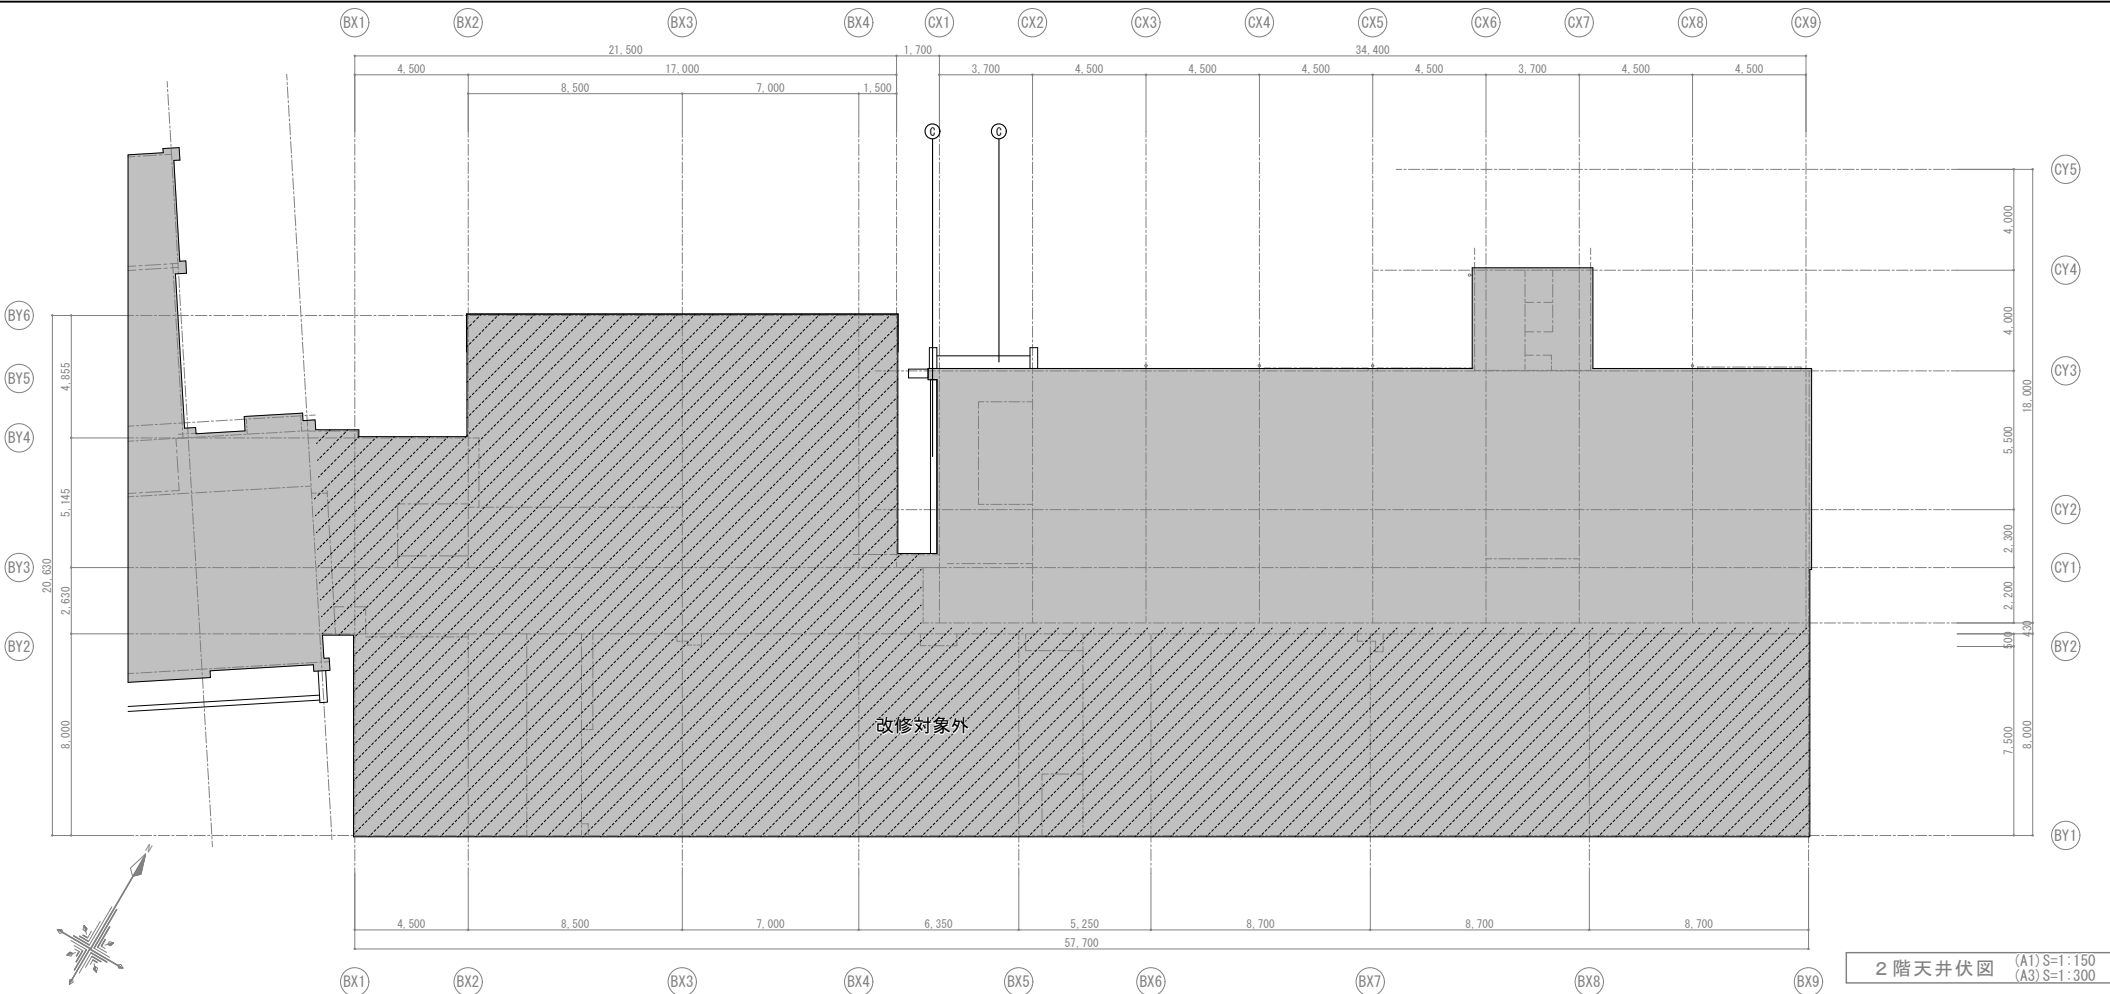 BX1 BX2 BX3 BX4 CX1 CX2 CX3 CX4 CX5 CX6 CX7 CX8 CX9
21,500 1,700 34,400
4,500 17,000 3,700 4,500 4,500 4,500 4,500 3,700 4,500 4,500
8,500 7,000 1,500
C C
CY5
4,000
CY4
BY6
4,000
4,855
BY5
CY3
18,000
BY4
5,500
5,145
CY2
2,300
BY3
CY1
20,630
2,630
2,200
430
BY2
500
BY2
改修対象外
8,000
7,500
8,000
BY1
N
4,500 8,500 7,000 6,350 5,250 8,700 8,700 8,700
57,700
BX1 BX2 BX3 BX4 BX5 BX6 BX7 BX8 BX9
2階天井伏図 (A1)S=1:150
(A3)S=1:300